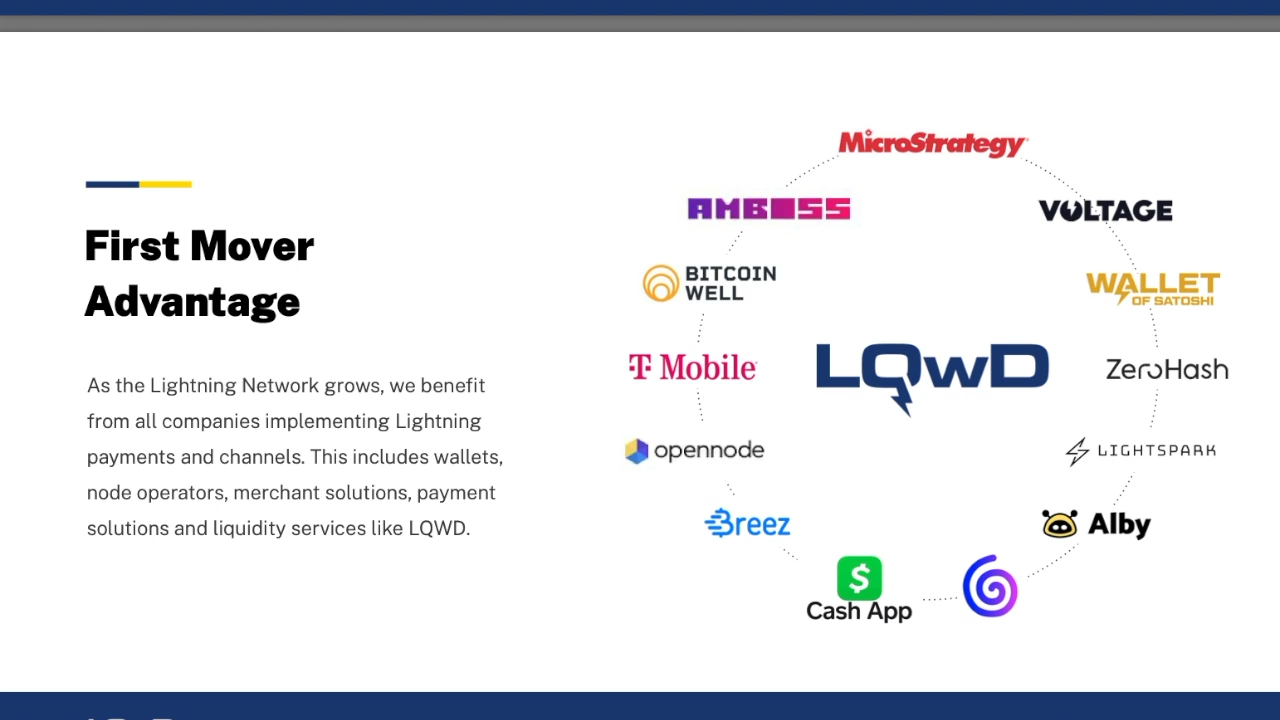 First Mover
Advantage
As the Lightning Network grows, we benefit
from all companies implementing Lightning
payments and channels. This includes wallets,
node operators, merchant solutions, payment
solutions and liquidity services like LQWD.
MicroStrategy
AMBOSS
VOLTAGE
BITCOIN
WELL
WALLET
OF SATOSHI
T Mobile
LQwD
ZeroHash
opennode
LIGHTSPARK
Breez
Alby
$
Cash App